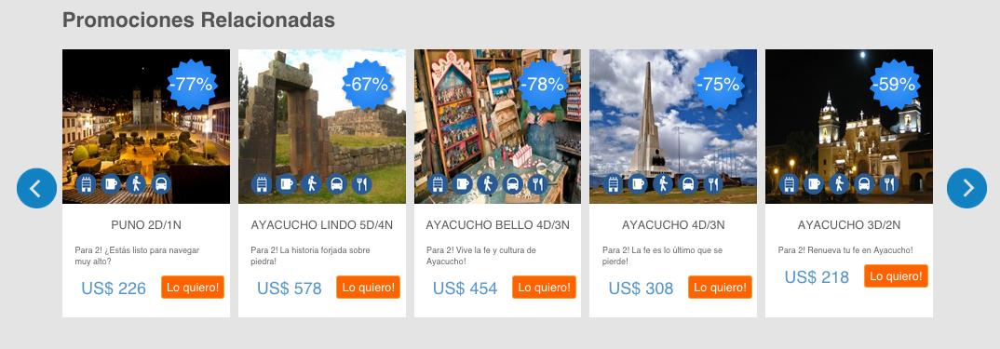 Promociones Relacionadas
-77%
-67%
-78%
-75%
-59%
PUNO 2D/1N
Para 2! ¿Estás listo para navegar
muy alto?
US$ 226
Lo quiero!
AYACUCHO LINDO 5D/4N
Para 2! La historia forjada sobre
piedra!
US$ 578
Lo quiero!
AYACUCHO BELLO 4D/3N
Para 2! Vive la fe y cultura de
Ayacucho!
US$ 454
Lo quiero!
AYACUCHO 4D/3N
Para 2! La fe es lo último que se
pierde!
US$ 308
Lo quiero!
AYACUCHO 3D/2N
Para 2! Renueva tu fe en Ayacucho!
US$ 218
Lo quiero!